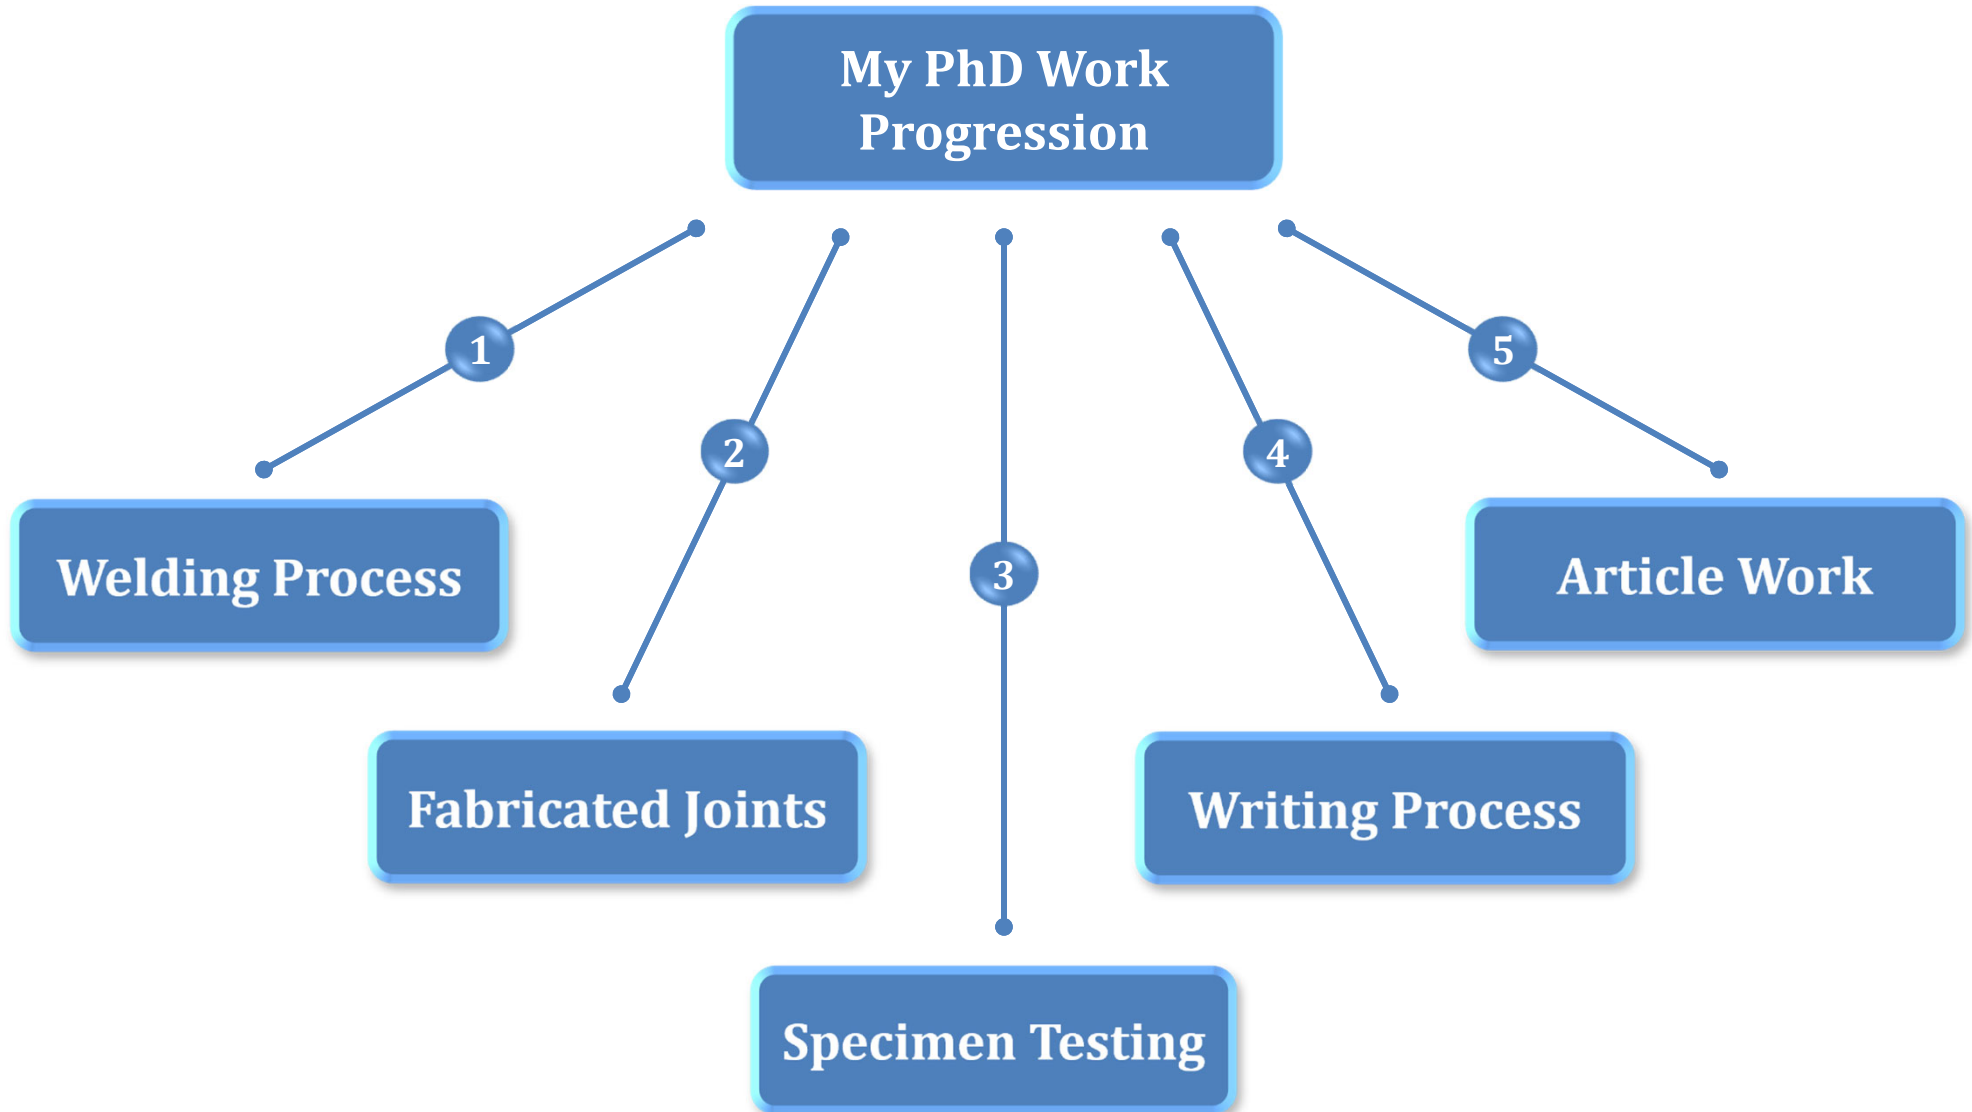 My PhD Work
Progression
1
5
2
4
3
Welding Process
Article Work
Fabricated Joints
Writing Process
Specimen Testing